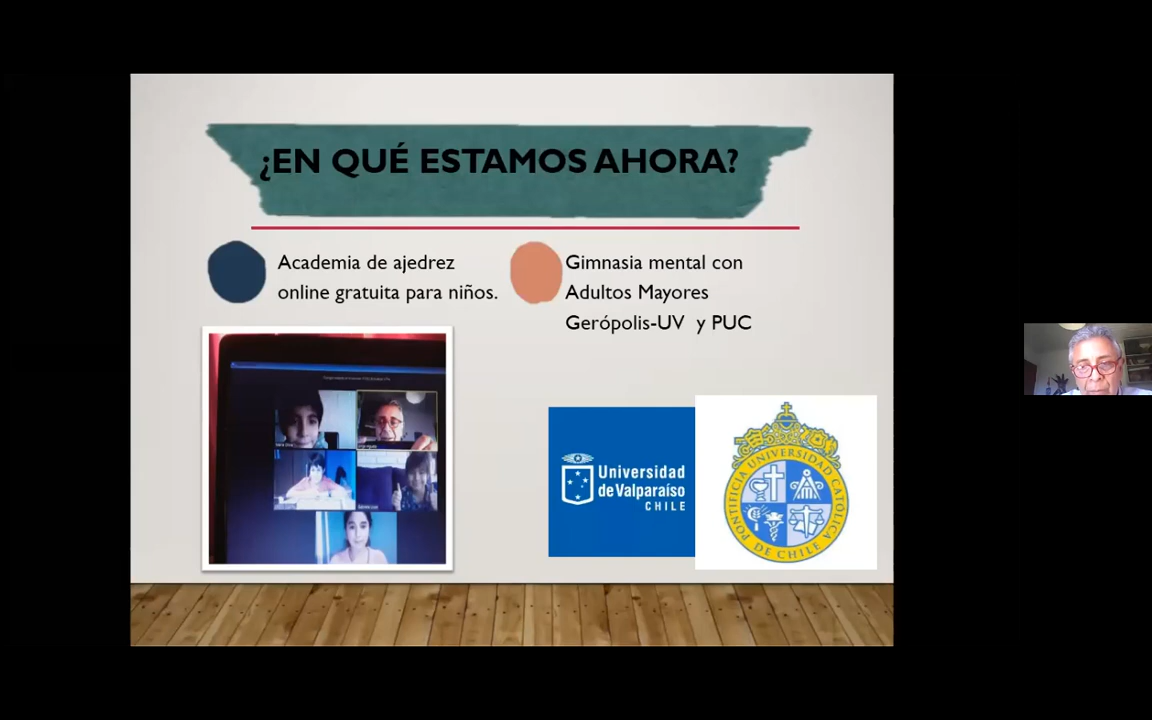 ¿EN QUÉ ESTAMOS AHORA?
Academia de ajedrez
online gratuita para niños.
Gimnasia mental con
Adultos Mayores
Gerópolis-UV y PUC
Universidad
de Valparaíso
CHILE
PONTIFICIA UNIVERSIDAD CATÓLICA
DE CHILE